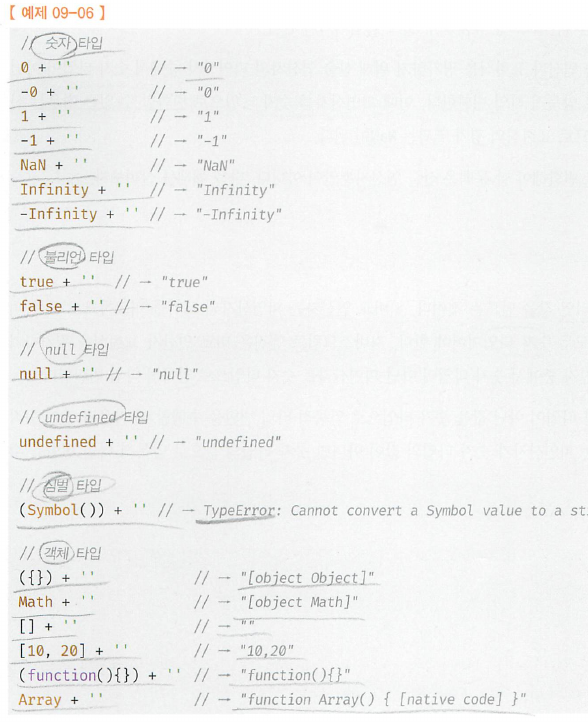 【 예제 09-06 】
// 숫자 타입
0 + '' // → "0"
-0 + '' // → "0"
1 + '' // → "1"
-1 + '' // → "-1"
NaN + '' // → "NaN"
Infinity + '' // → "Infinity"
-Infinity + '' // → "-Infinity"
// 불리언 타입
true + '' // → "true"
false + '' // → "false"
// null 타입
null + '' // → "null"
// undefined 타입
undefined + '' // → "undefined"
// 심벌 타입
(Symbol()) + '' // → TypeError: Cannot convert a Symbol value to a st
// 객체 타입
({}) + '' // → "[object Object]"
Math + '' // → "[object Math]"
[] + '' // → ""
[10, 20] + '' // → "10,20"
(function(){}) + '' // → "function(){}"
Array + '' // → "function Array() { [native code] }"